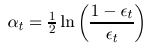 α_t = ½ ln((1 − ϵ_t)/ϵ_t)